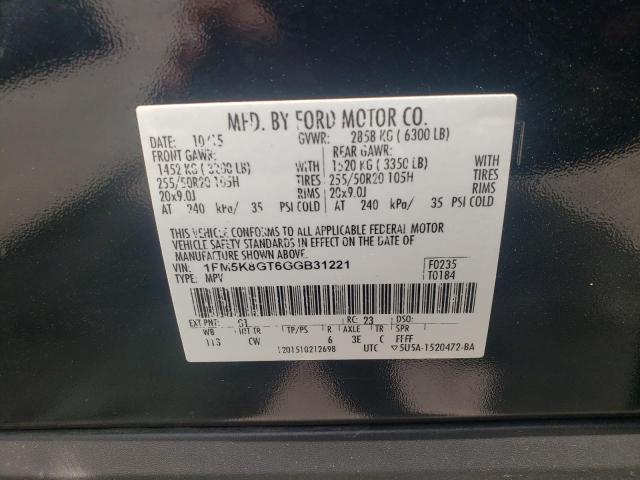 MFD. BY FORD MOTOR CO.
DATE: 10/15 GVWR: 2858 KG ( 6300 LB)
FRONT GAWR: REAR GAWR:
1452 KG ( 3200 LB) WITH 1520 KG ( 3350 LB) WITH
255/50R20 105H TIRES 255/50R20 105H TIRES
20x9.0J RIMS 20x9.0J RIMS
AT 240 kPa/ 35 PSI COLD AT 240 kPa/ 35 PSI COLD
THIS VEHICLE CONFORMS TO ALL APPLICABLE FEDERAL MOTOR
VEHICLE SAFETY STANDARDS IN EFFECT ON THE DATE OF
MANUFACTURE SHOWN ABOVE.
VIN: 1FM5K8GT6GGB31221 F0235
TYPE: MPV T0184
EXT PNT: G1 RC: 23 DSO:
WB INT TR TP/PS R AXLE TR SPR
113 CW 6 3E C FFFF
UTC ▽5U5A-1520472-BA